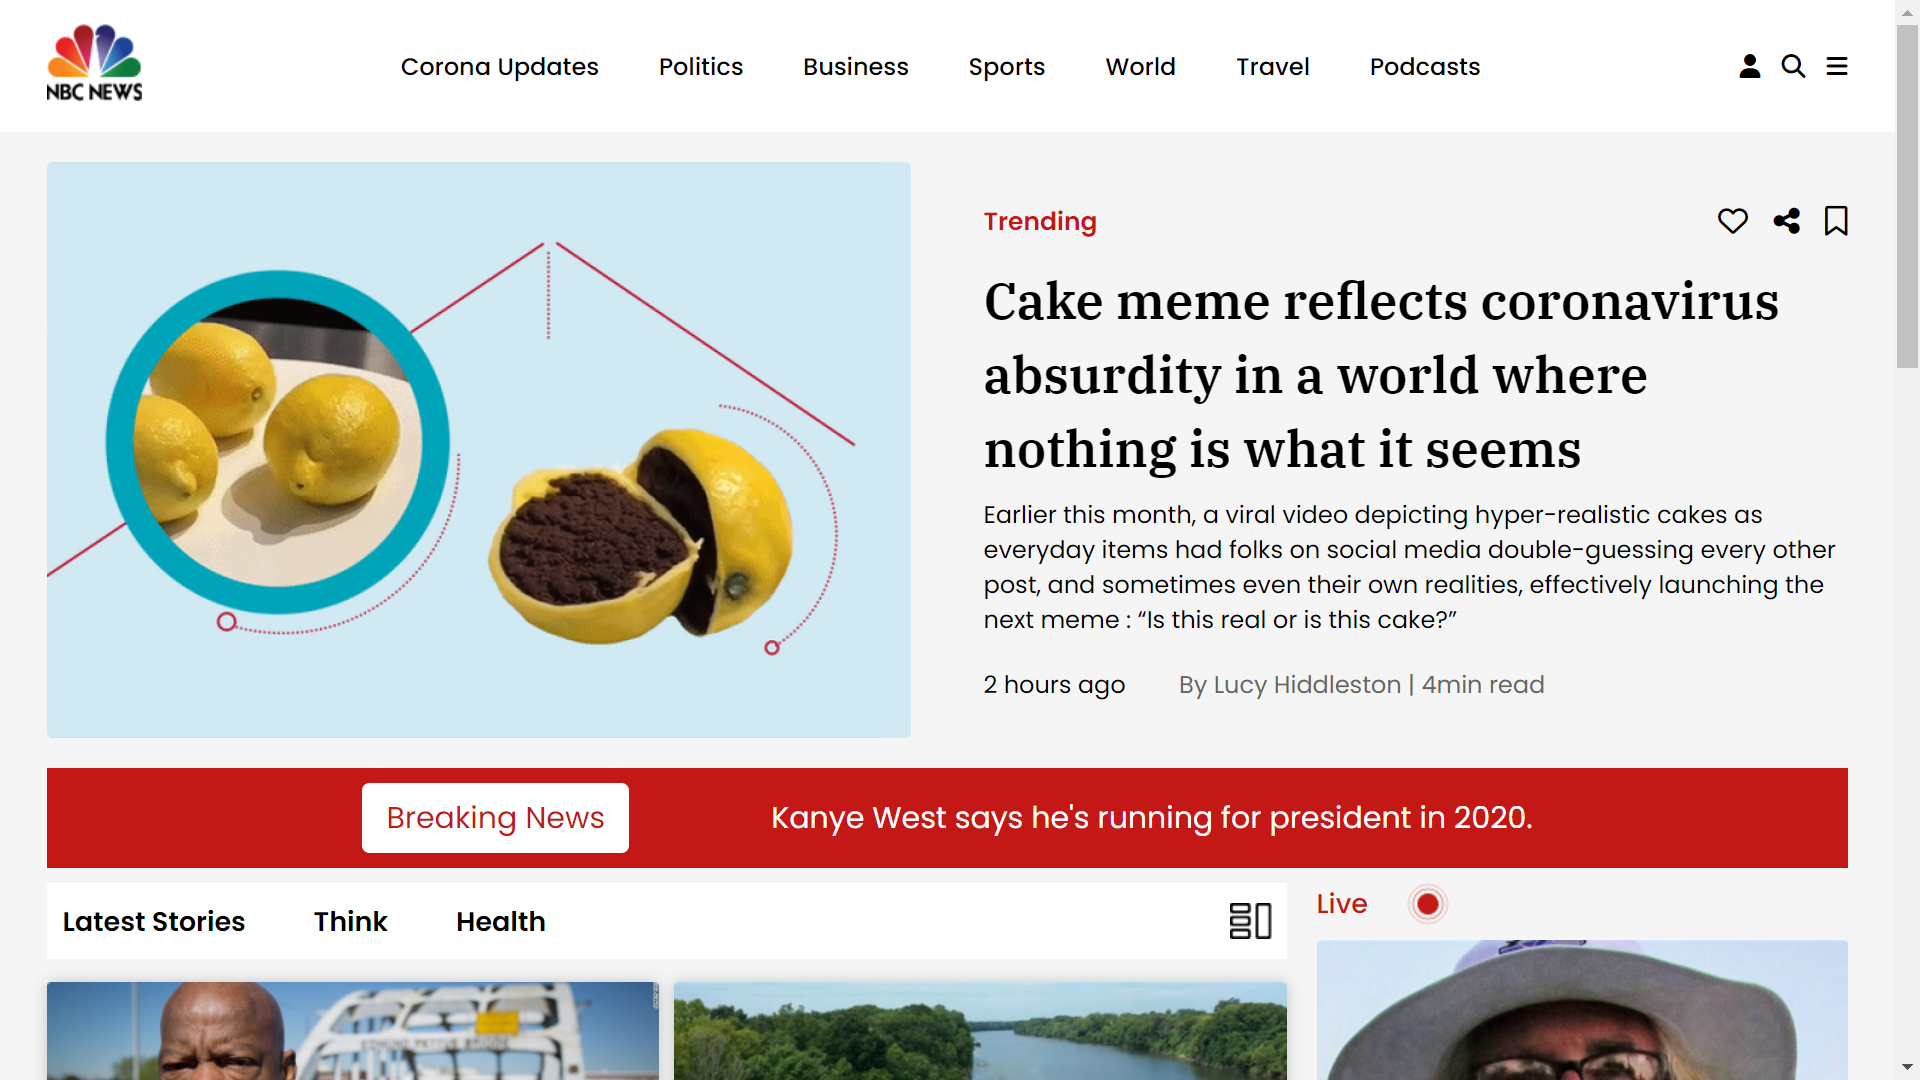 NBC NEWS
Corona Updates
Politics
Business
Sports
World
Travel
Podcasts
Trending
Cake meme reflects coronavirus
absurdity in a world where
nothing is what it seems
Earlier this month, a viral video depicting hyper-realistic cakes as
everyday items had folks on social media double-guessing every other
post, and sometimes even their own realities, effectively launching the
next meme : “Is this real or is this cake?”
2 hours ago
By Lucy Hiddleston | 4min read
Breaking News
Kanye West says he's running for president in 2020.
Latest Stories
Think
Health
Live